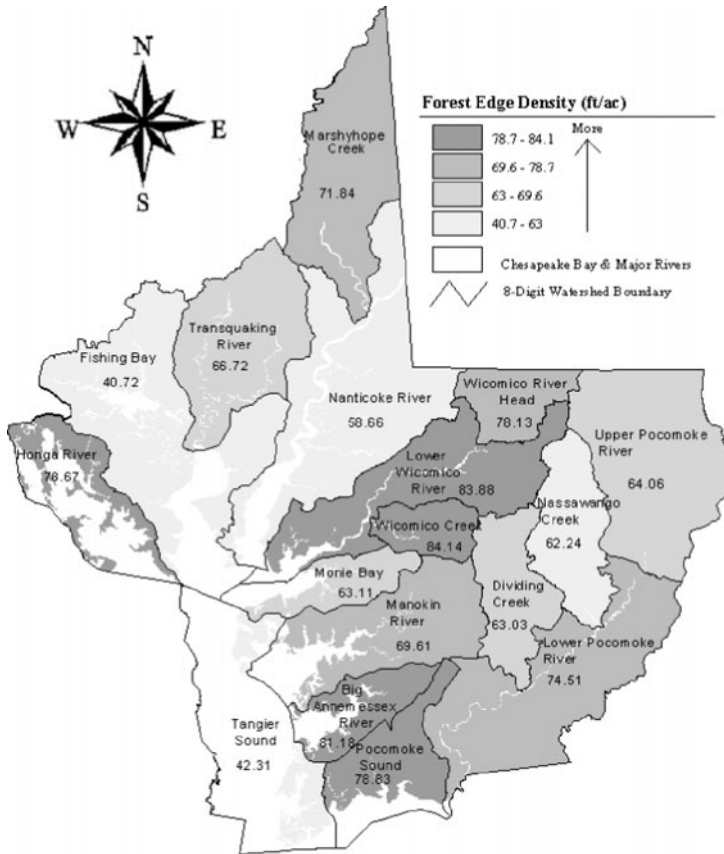 N
W
E
S
Forest Edge Density (ft/ac)
More
78.7 - 84.1
69.6 - 78.7
63 - 69.6
40.7 - 63
Chesapeake Bay & Major Rivers
8-Digit Watershed Boundary
Marshyhope
Creek
71.84
Transquaking
River
66.72
Fishing Bay
40.72
Nanticoke River
58.66
Wicomico River
Head
78.13
Upper Pocomoke
River
64.06
Honga River
78.67
Lower
Wicomico
River
83.88
Nassawango
Creek
62.24
Wicomico Creek
84.14
Monie Bay
63.11
Dividing
Creek
63.03
Manokin
River
69.61
Lower Pocomoke
River
74.51
Big
Annemessex
River
81.18
Tangier
Sound
42.31
Pocomoke
Sound
78.83